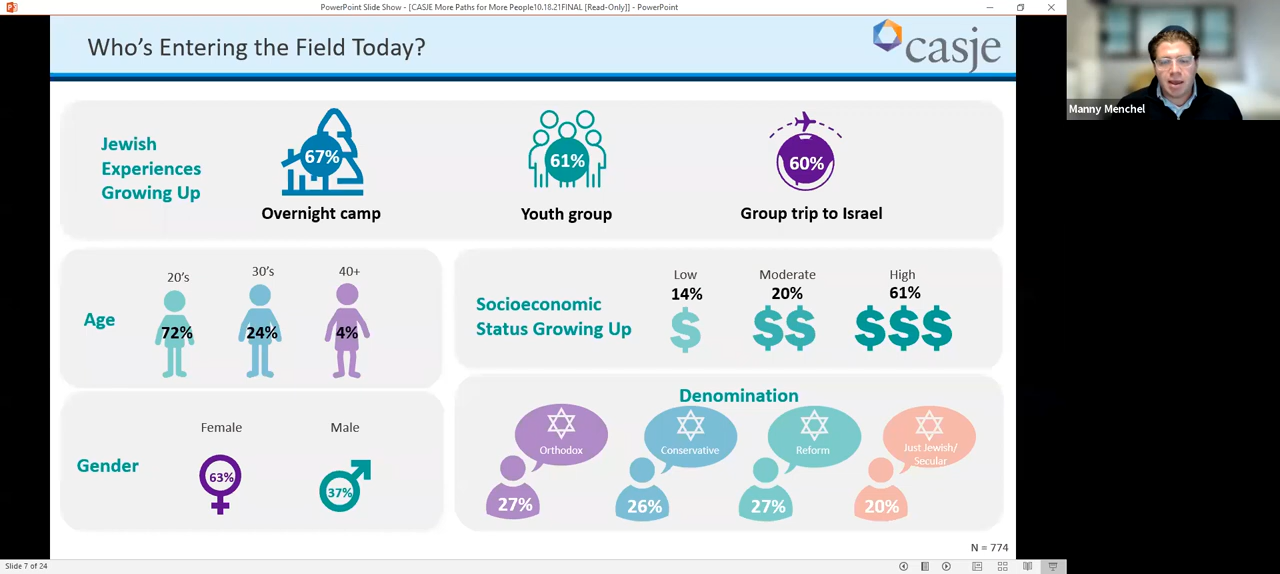 PowerPoint Slide Show - [CASJE More Paths for More People10.18.21FINAL [Read-Only]] - PowerPoint
Who's Entering the Field Today?
casje
Manny Menchel
Jewish
Experiences
Growing Up
67%
Overnight camp
61%
Youth group
60%
Group trip to Israel
Age
20's
72%
30's
24%
40+
4%
Socioeconomic
Status Growing Up
Low
14%
$
Moderate
20%
$$
High
61%
$$$
Gender
Female
63%
Male
37%
Denomination
Orthodox
27%
Conservative
26%
Reform
27%
Just Jewish/
Secular
20%
N = 774
Slide 7 of 24